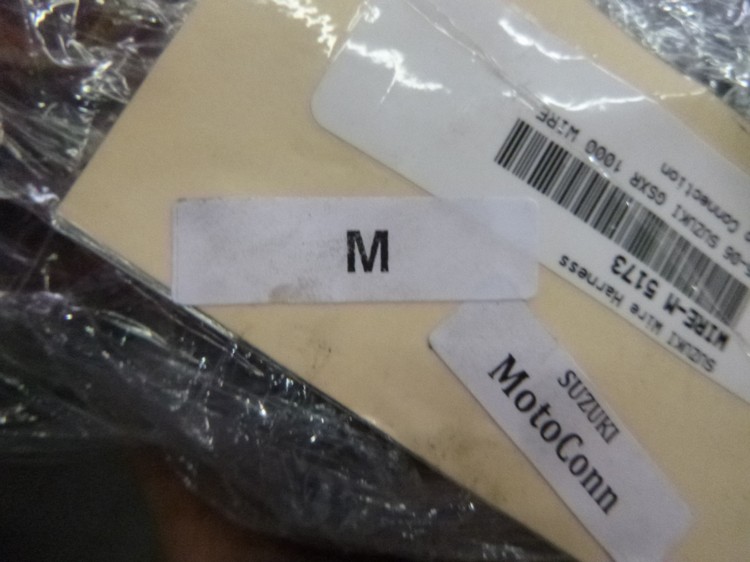 M
SUZUKI
MotoConn
SUZUKI Wire Harness
WIRE-M 5173
-06 SUZUKI GSXR 1000 WIRE
Connection